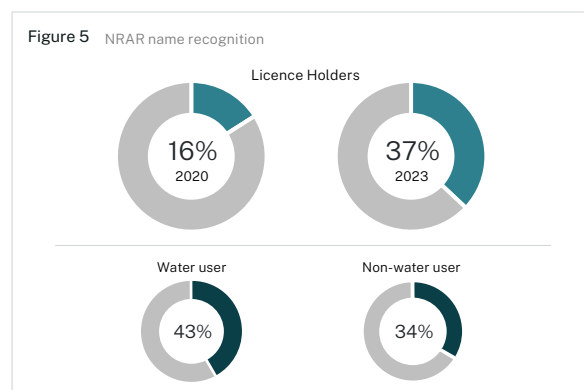 Figure 5 NRAR name recognition
Licence Holders
16%
2020
37%
2023
Water user
Non-water user
43%
34%